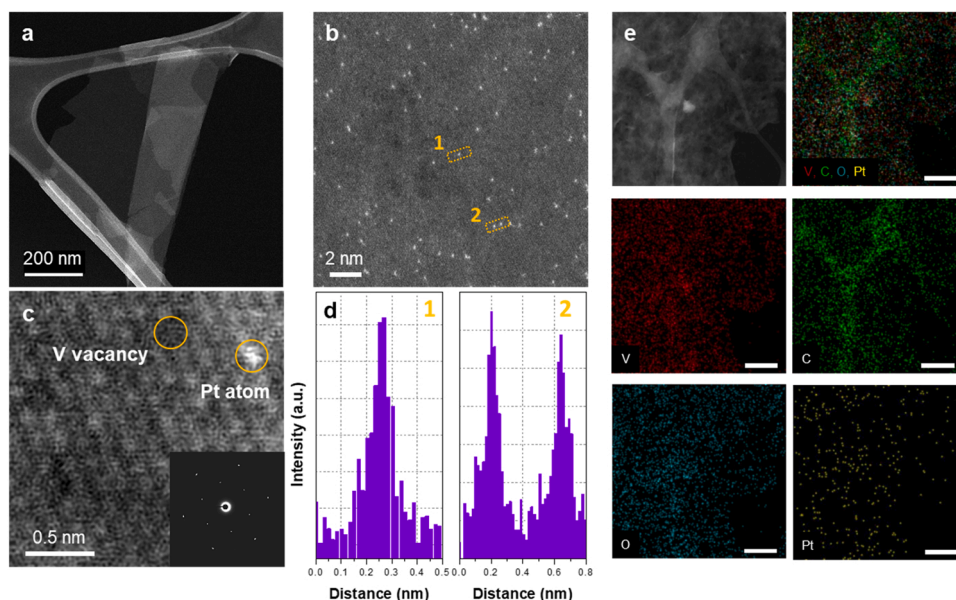 a
200 nm
b
1
2
2 nm
c
V vacancy
Pt atom
0.5 nm
d
1
2
Intensity (a.u.)
0.0 0.1 0.2 0.3 0.4 0.5
0.0 0.2 0.4 0.6 0.8
Distance (nm)
Distance (nm)
e
V, C, O, Pt
V
C
O
Pt